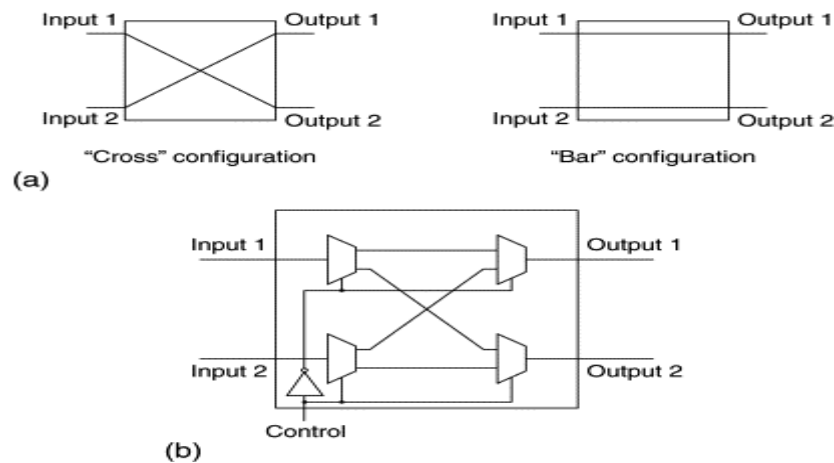 Input 1 Output 1 Input 1 Output 1
Input 2 Output 2 Input 2 Output 2
“Cross” configuration “Bar” configuration
(a)
Input 1 Output 1
Input 2 Output 2
Control
(b)